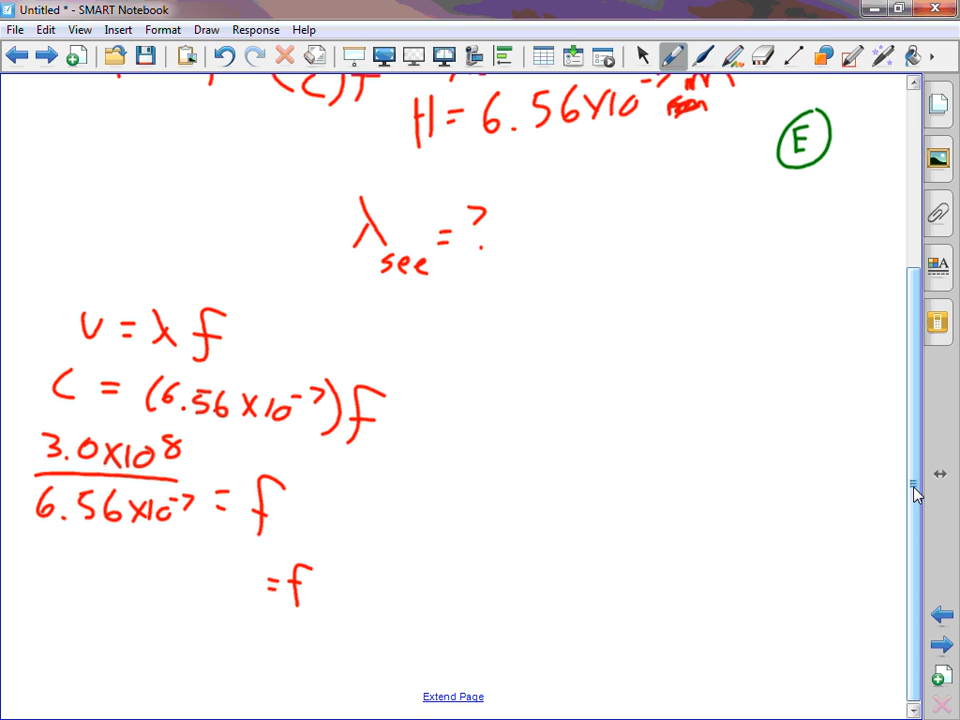 Untitled * - SMART Notebook
File Edit View Insert Format Draw Response Help
H = 6.56x10⁻⁷ m
E
λ see = ?
v = λ f
c = (6.56 x 10⁻⁷) f
3.0x10⁸
6.56x10⁻⁷ = f
= f
Extend Page